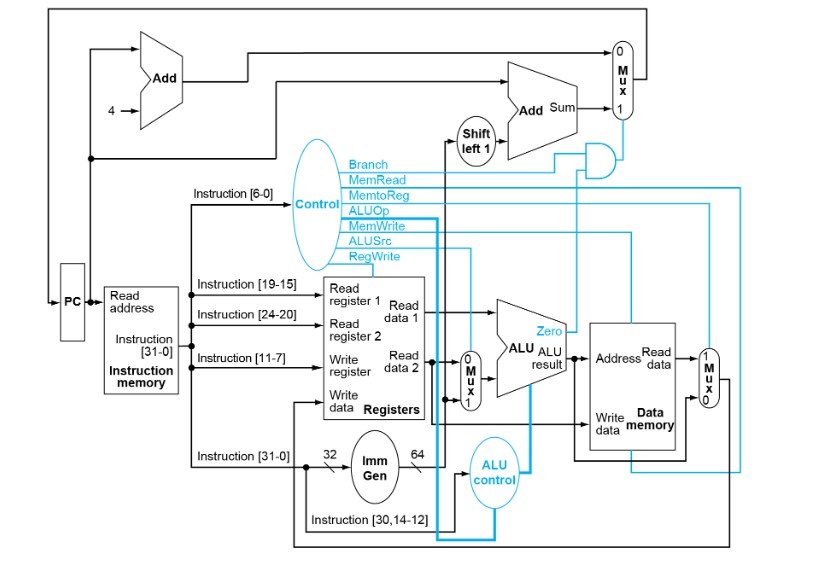 Add
4
Add Sum
0
M
u
x
1
Shift
left 1
Branch
MemRead
MemtoReg
ALUOp
MemWrite
ALUSrc
RegWrite
Control
Instruction [6-0]
PC
Read
address
Instruction
[31-0]
Instruction
memory
Instruction [19-15]
Instruction [24-20]
Instruction [11-7]
Read
register 1
Read
data 1
Read
register 2
Write
register
Read
data 2
Write
data
Registers
0
M
u
x
1
Zero
ALU
ALU
result
Address
Read
data
Write
data
Data
memory
1
M
u
x
0
Instruction [31-0]
32
Imm
Gen
64
ALU
control
Instruction [30,14-12]